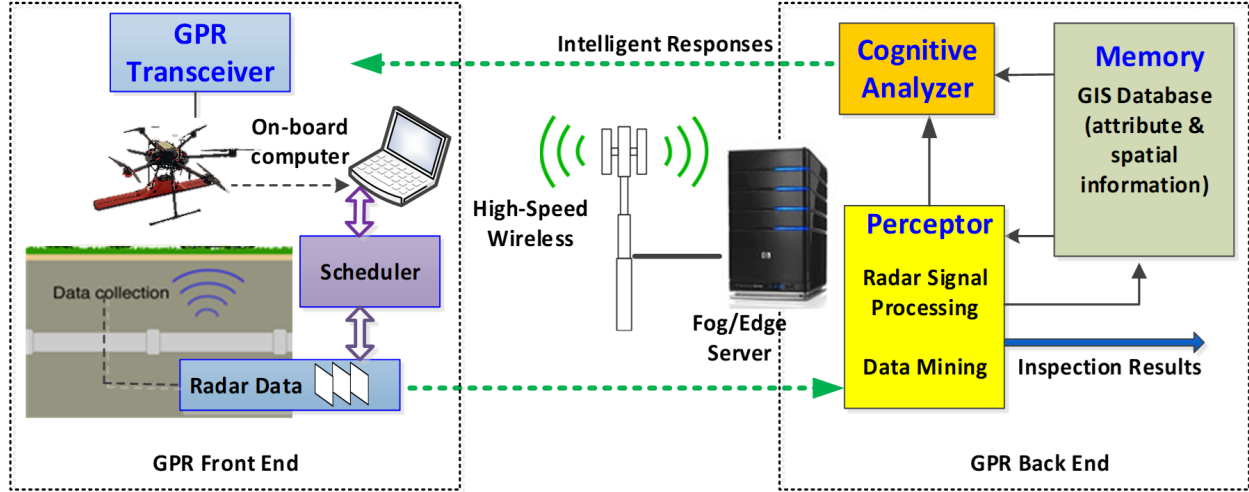 GPR
Transceiver
On-board
computer
Scheduler
Data collection
Radar Data
GPR Front End
Intelligent Responses
High-Speed
Wireless
hp
Fog/Edge
Server
Cognitive
Analyzer
Memory
GIS Database
(attribute &
spatial
information)
Perceptor
Radar Signal
Processing
Data Mining
Inspection Results
GPR Back End